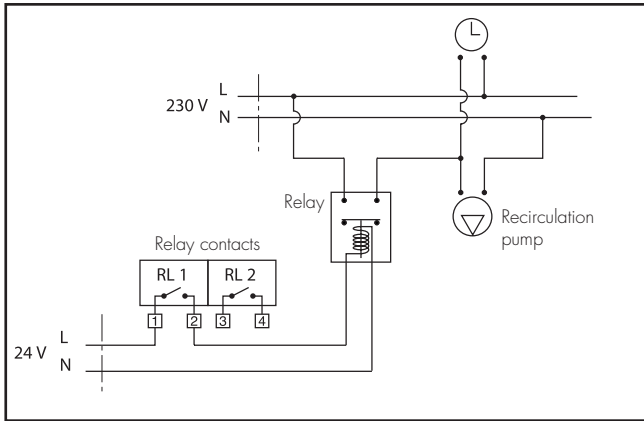 L
230 V
N
Relay
Recirculation
pump
Relay contacts
RL 1 RL 2
1 2 3 4
L
24 V
N